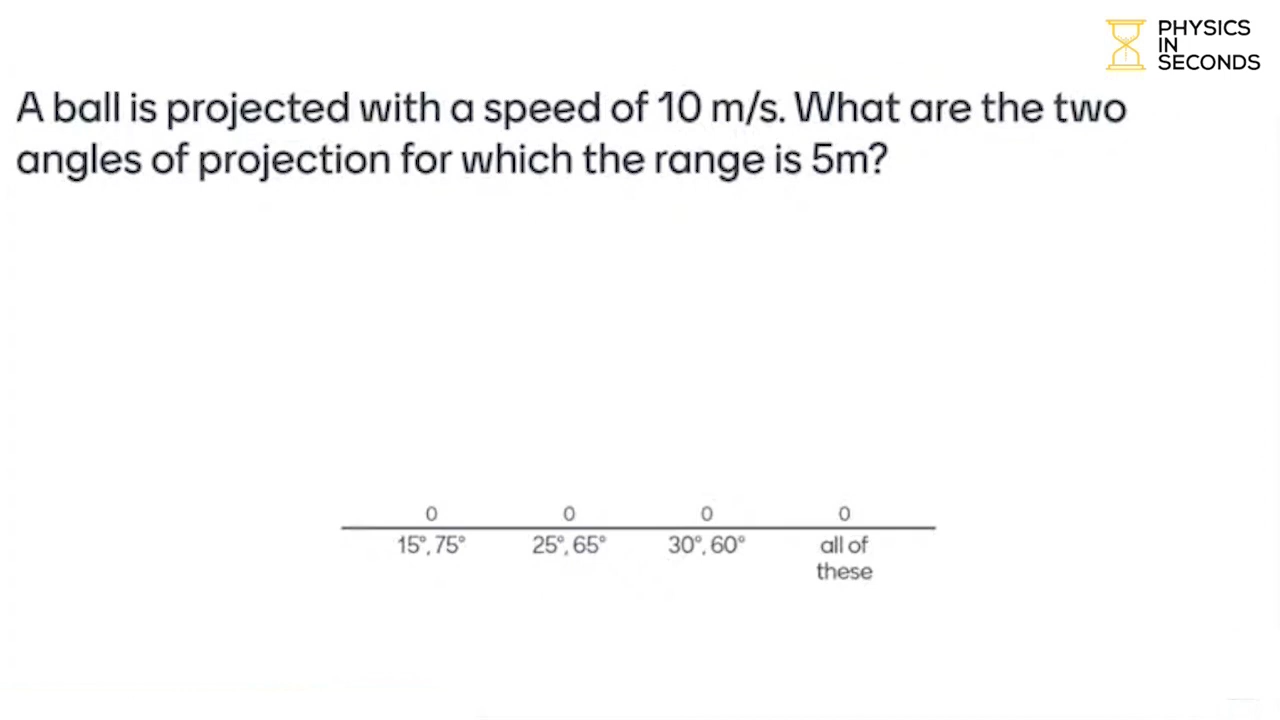 PHYSICS
IN
SECONDS
A ball is projected with a speed of 10 m/s. What are the two
angles of projection for which the range is 5m?
0 0 0 0
15°, 75° 25°, 65° 30°, 60° all of
these